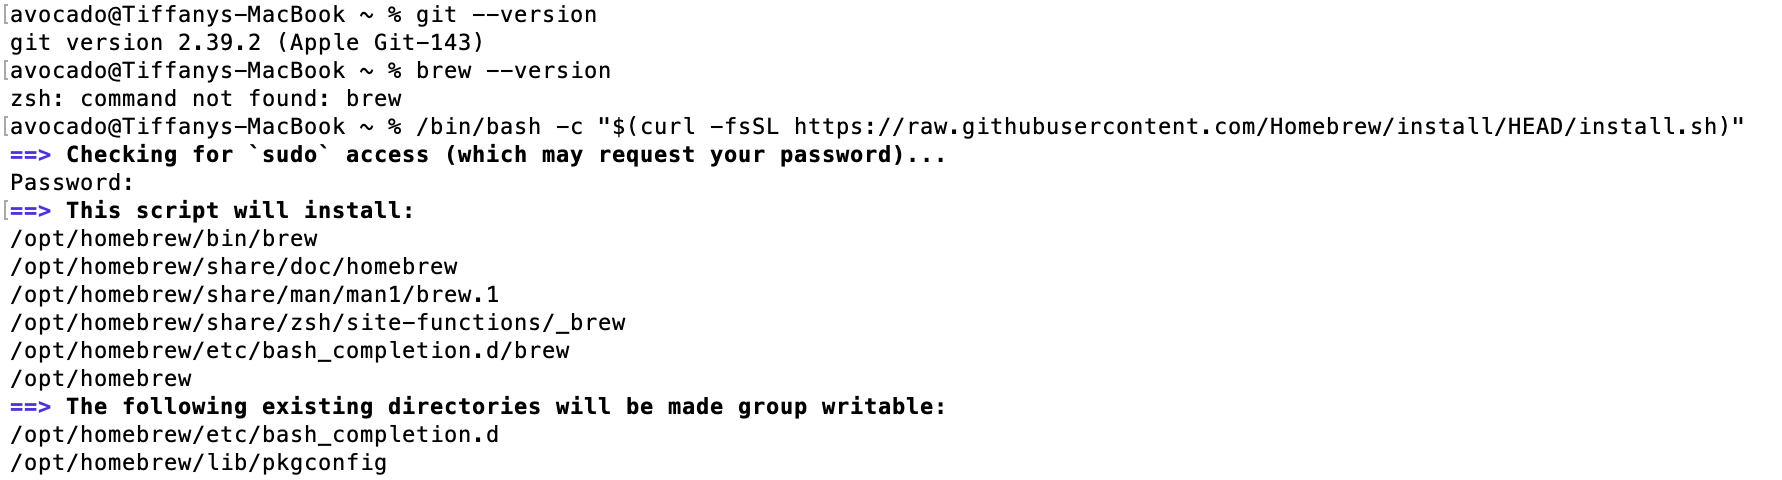 [avocado@Tiffanys-MacBook ~ % git --version
git version 2.39.2 (Apple Git-143)
[avocado@Tiffanys-MacBook ~ % brew --version
zsh: command not found: brew
[avocado@Tiffanys-MacBook ~ % /bin/bash -c "$(curl -fsSL https://raw.githubusercontent.com/Homebrew/install/HEAD/install.sh)"
==> Checking for `sudo` access (which may request your password)...
Password:
[==> This script will install:
/opt/homebrew/bin/brew
/opt/homebrew/share/doc/homebrew
/opt/homebrew/share/man/man1/brew.1
/opt/homebrew/share/zsh/site-functions/_brew
/opt/homebrew/etc/bash_completion.d/brew
/opt/homebrew
==> The following existing directories will be made group writable:
/opt/homebrew/etc/bash_completion.d
/opt/homebrew/lib/pkgconfig